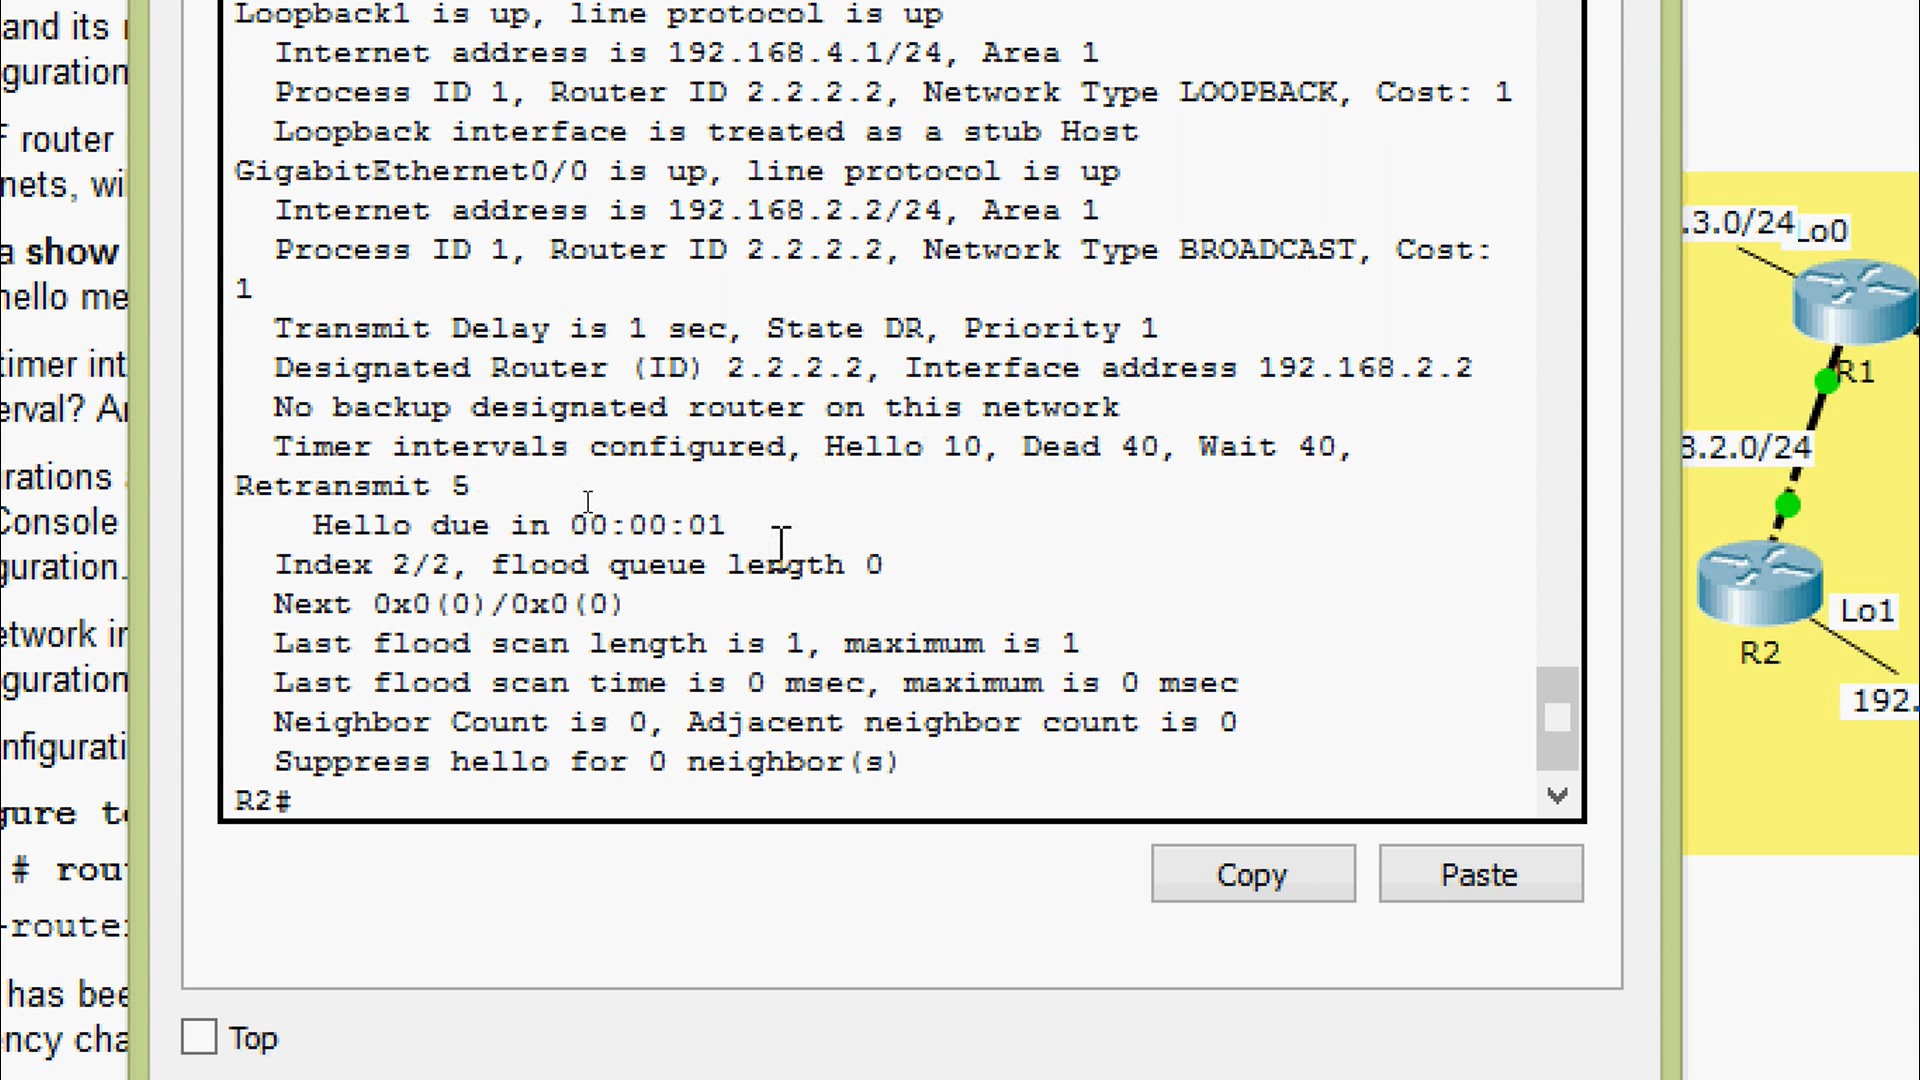 and its
guration
F router
nets, wi
a show
hello me
timer int
erval? A
rations
Console
guration.
etwork in
guration
nfigurati
gure t
# rou
-route
has bee
ency cha
Loopback1 is up, line protocol is up
Internet address is 192.168.4.1/24, Area 1
Process ID 1, Router ID 2.2.2.2, Network Type LOOPBACK, Cost: 1
Loopback interface is treated as a stub Host
GigabitEthernet0/0 is up, line protocol is up
Internet address is 192.168.2.2/24, Area 1
Process ID 1, Router ID 2.2.2.2, Network Type BROADCAST, Cost:
1
Transmit Delay is 1 sec, State DR, Priority 1
Designated Router (ID) 2.2.2.2, Interface address 192.168.2.2
No backup designated router on this network
Timer intervals configured, Hello 10, Dead 40, Wait 40,
Retransmit 5
Hello due in 00:00:01
Index 2/2, flood queue length 0
Next 0x0(0)/0x0(0)
Last flood scan length is 1, maximum is 1
Last flood scan time is 0 msec, maximum is 0 msec
Neighbor Count is 0, Adjacent neighbor count is 0
Suppress hello for 0 neighbor(s)
R2#
Copy
Paste
Top
.3.0/24
Lo0
R1
8.2.0/24
Lo1
R2
192.